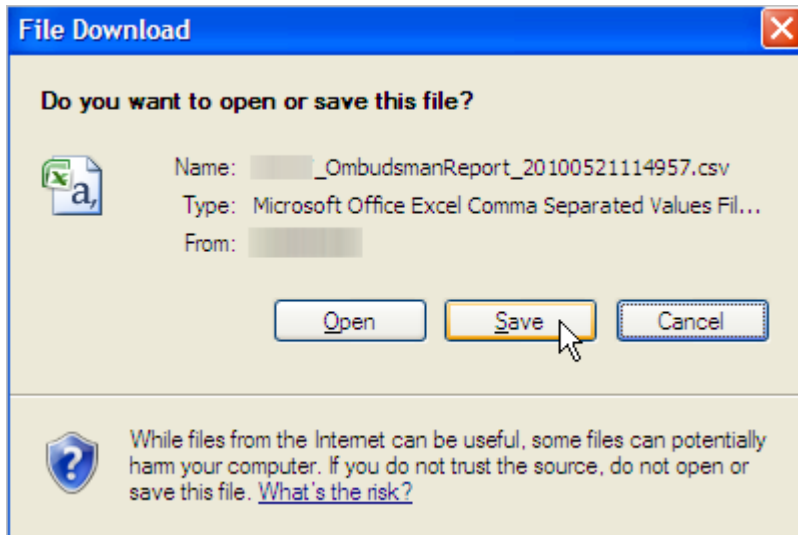 File Download
Do you want to open or save this file?
Name: _OmbudsmanReport_20100521114957.csv
Type: Microsoft Office Excel Comma Separated Values Fil...
From:
Open Save Cancel
While files from the Internet can be useful, some files can potentially
harm your computer. If you do not trust the source, do not open or
save this file. What's the risk?